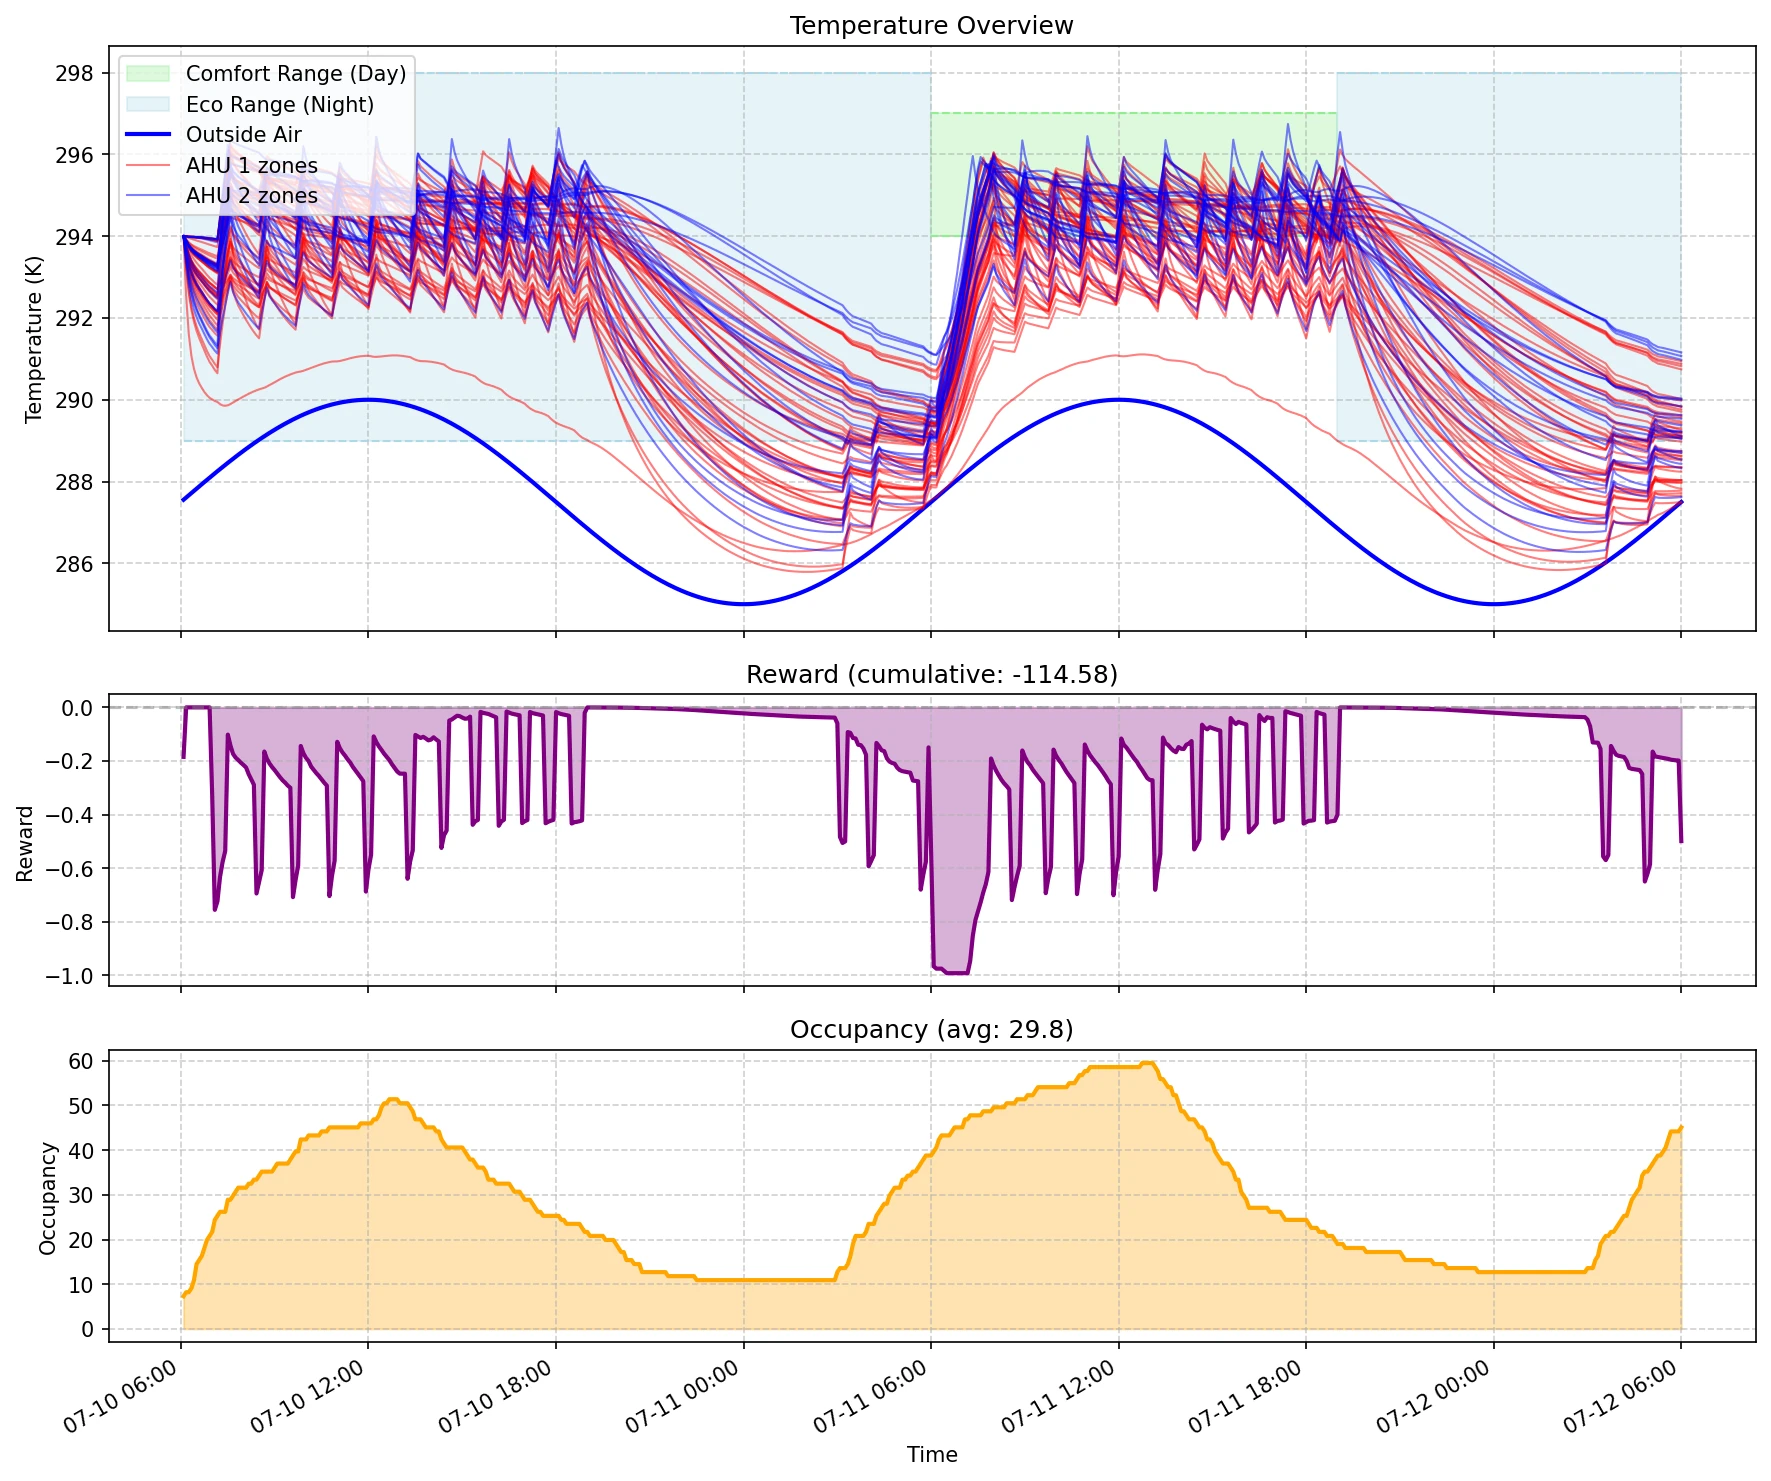 Temperature Overview
Temperature (K)
298
296
294
292
290
288
286
Comfort Range (Day)
Eco Range (Night)
Outside Air
AHU 1 zones
AHU 2 zones
Reward (cumulative: -114.58)
Reward
0.0
−0.2
−0.4
−0.6
−0.8
−1.0
Occupancy (avg: 29.8)
Occupancy
60
50
40
30
20
10
0
07-10 06:00
07-10 12:00
07-10 18:00
07-11 00:00
07-11 06:00
07-11 12:00
07-11 18:00
07-12 00:00
07-12 06:00
Time